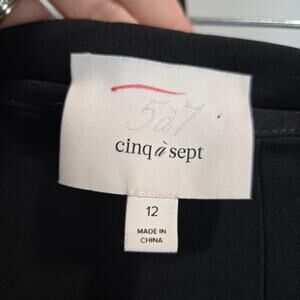 5à7
cinq à sept
12
MADE IN
CHINA